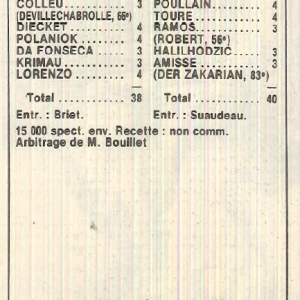 COLLEU ......... 3
(DEVILLECHABROLLE, 66e)
DIECKET ........ 4
POLANIOK ....... 4
DA FONSECA ..... 3
KRIMAU ......... 3
LORENZO ........ 4
Total .......... 38
Entr. : Briet.
POULLAIN ....... 4
TOURE .......... 4
RAMOS .......... 3
(ROBERT, 56e)
HALILHODZIC .... 3
AMISSE ......... 3
(DER ZAKARIAN, 83e)
Total .......... 40
Entr. : Suaudeau.
15 000 spect. env. Recette : non comm.
Arbitrage de M. Bouillet